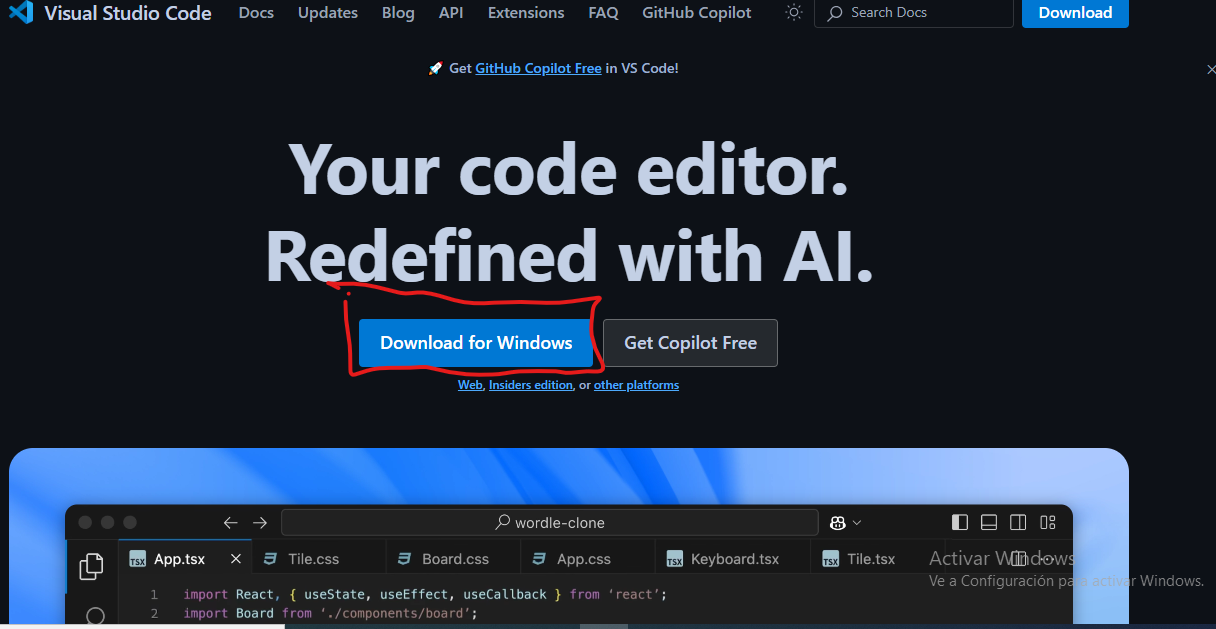 Visual Studio Code Docs Updates Blog API Extensions FAQ GitHub Copilot Search Docs Download
🚀 Get GitHub Copilot Free in VS Code!
Your code editor.
Redefined with AI.
Download for Windows Get Copilot Free
Web, Insiders edition, or other platforms
wordle-clone
App.tsx Tile.css Board.css App.css Keyboard.tsx Tile.tsx
1 import React, { useState, useEffect, useCallback } from ‘react’;
2 import Board from ‘./components/board’;
Activar Windows
Ve a Configuración para activar Windows.